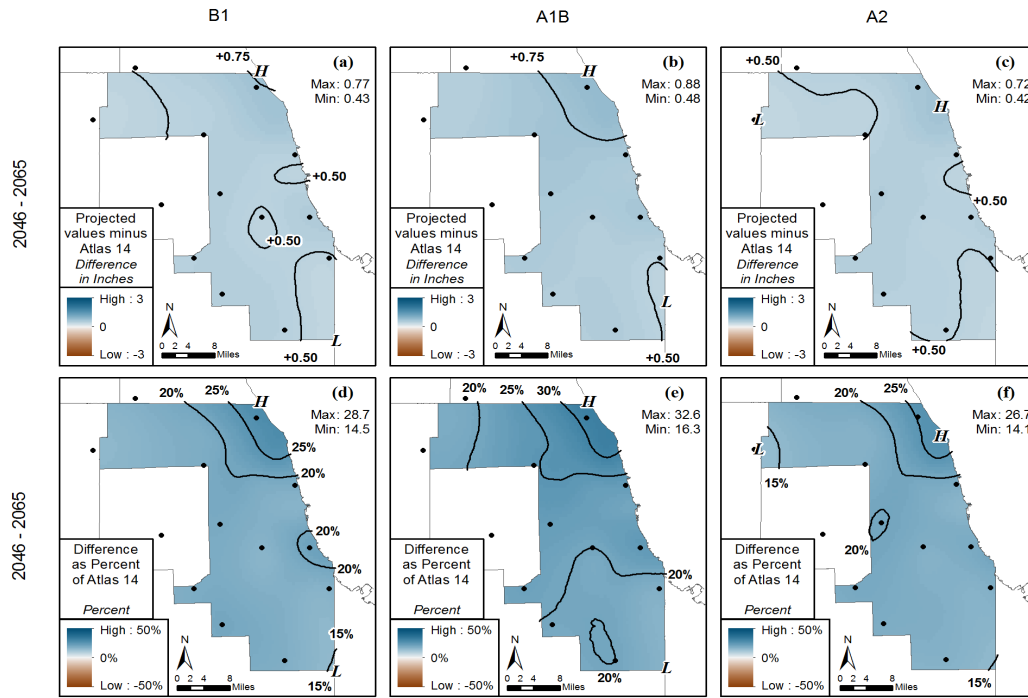 B1
A1B
A2
2046 - 2065
+0.75
H
(a)
Max: 0.77
Min: 0.43
+0.50
+0.50
L
+0.50
Projected
values minus
Atlas 14
Difference
in Inches
High : 3
0
Low : -3
N
0 2 4 8
Miles
+0.75
H
(b)
Max: 0.88
Min: 0.48
L
+0.50
Projected
values minus
Atlas 14
Difference
in Inches
High : 3
0
Low : -3
N
0 2 4 8
Miles
+0.50
(c)
Max: 0.72
Min: 0.42
H
L
+0.50
+0.50
Projected
values minus
Atlas 14
Difference
in Inches
High : 3
0
Low : -3
N
0 2 4 8
Miles
2046 - 2065
20%
25%
H
(d)
Max: 28.7
Min: 14.5
25%
20%
20%
20%
15%
L
15%
Difference
as Percent
of Atlas 14
Percent
High : 50%
0%
Low : -50%
N
0 2 4 8
Miles
20%
25%
30%
H
(e)
Max: 32.6
Min: 16.3
20%
20%
L
Difference
as Percent
of Atlas 14
Percent
High : 50%
0%
Low : -50%
N
0 2 4 8
Miles
20%
25%
(f)
Max: 26.7
Min: 14.1
H
L
15%
20%
15%
Difference
as Percent
of Atlas 14
Percent
High : 50%
0%
Low : -50%
N
0 2 4 8
Miles